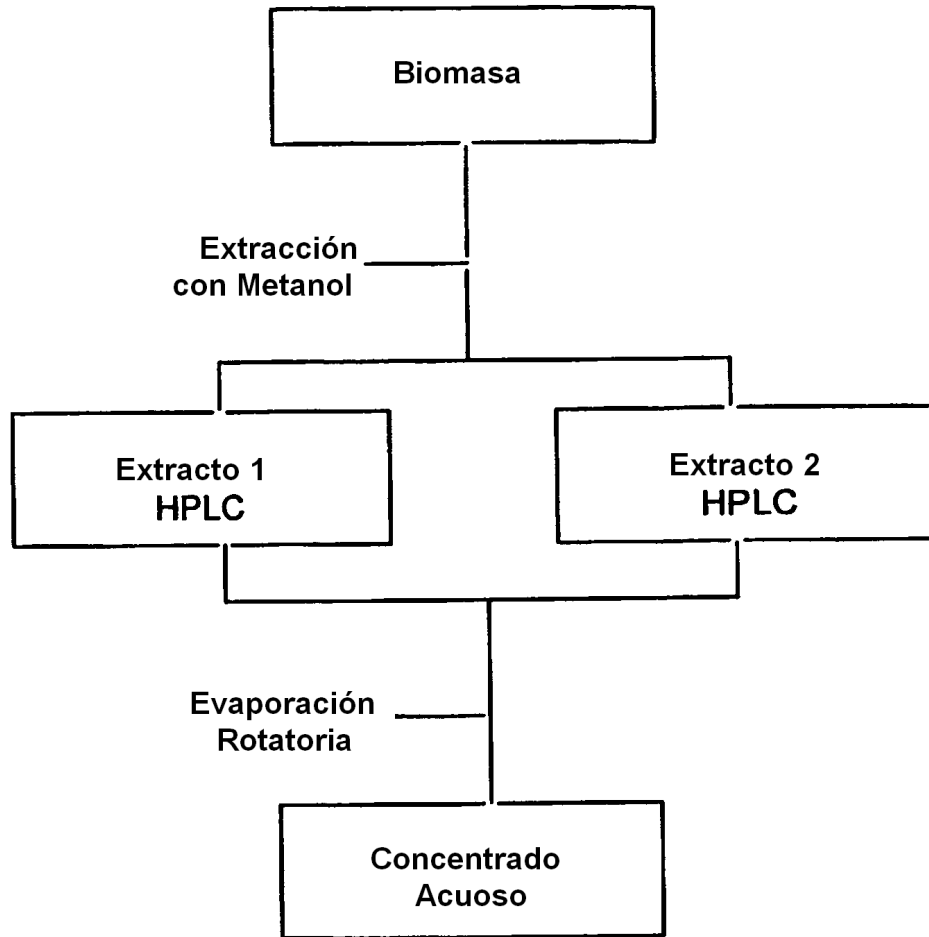 Biomasa
Extracción
con Metanol
Extracto 1
HPLC
Extracto 2
HPLC
Evaporación
Rotatoria
Concentrado
Acuoso